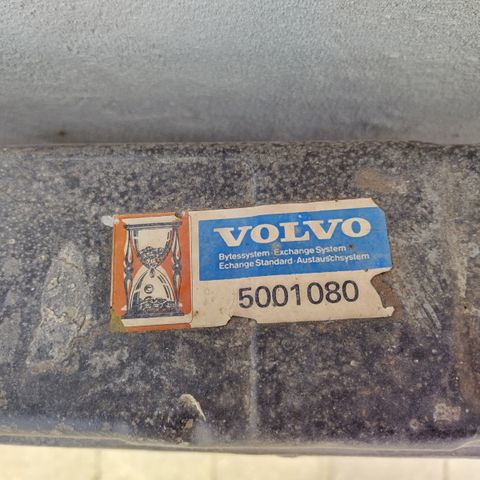 VOLVO
Bytessystem · Exchange System
Echange Standard · Austauschsystem
5001080